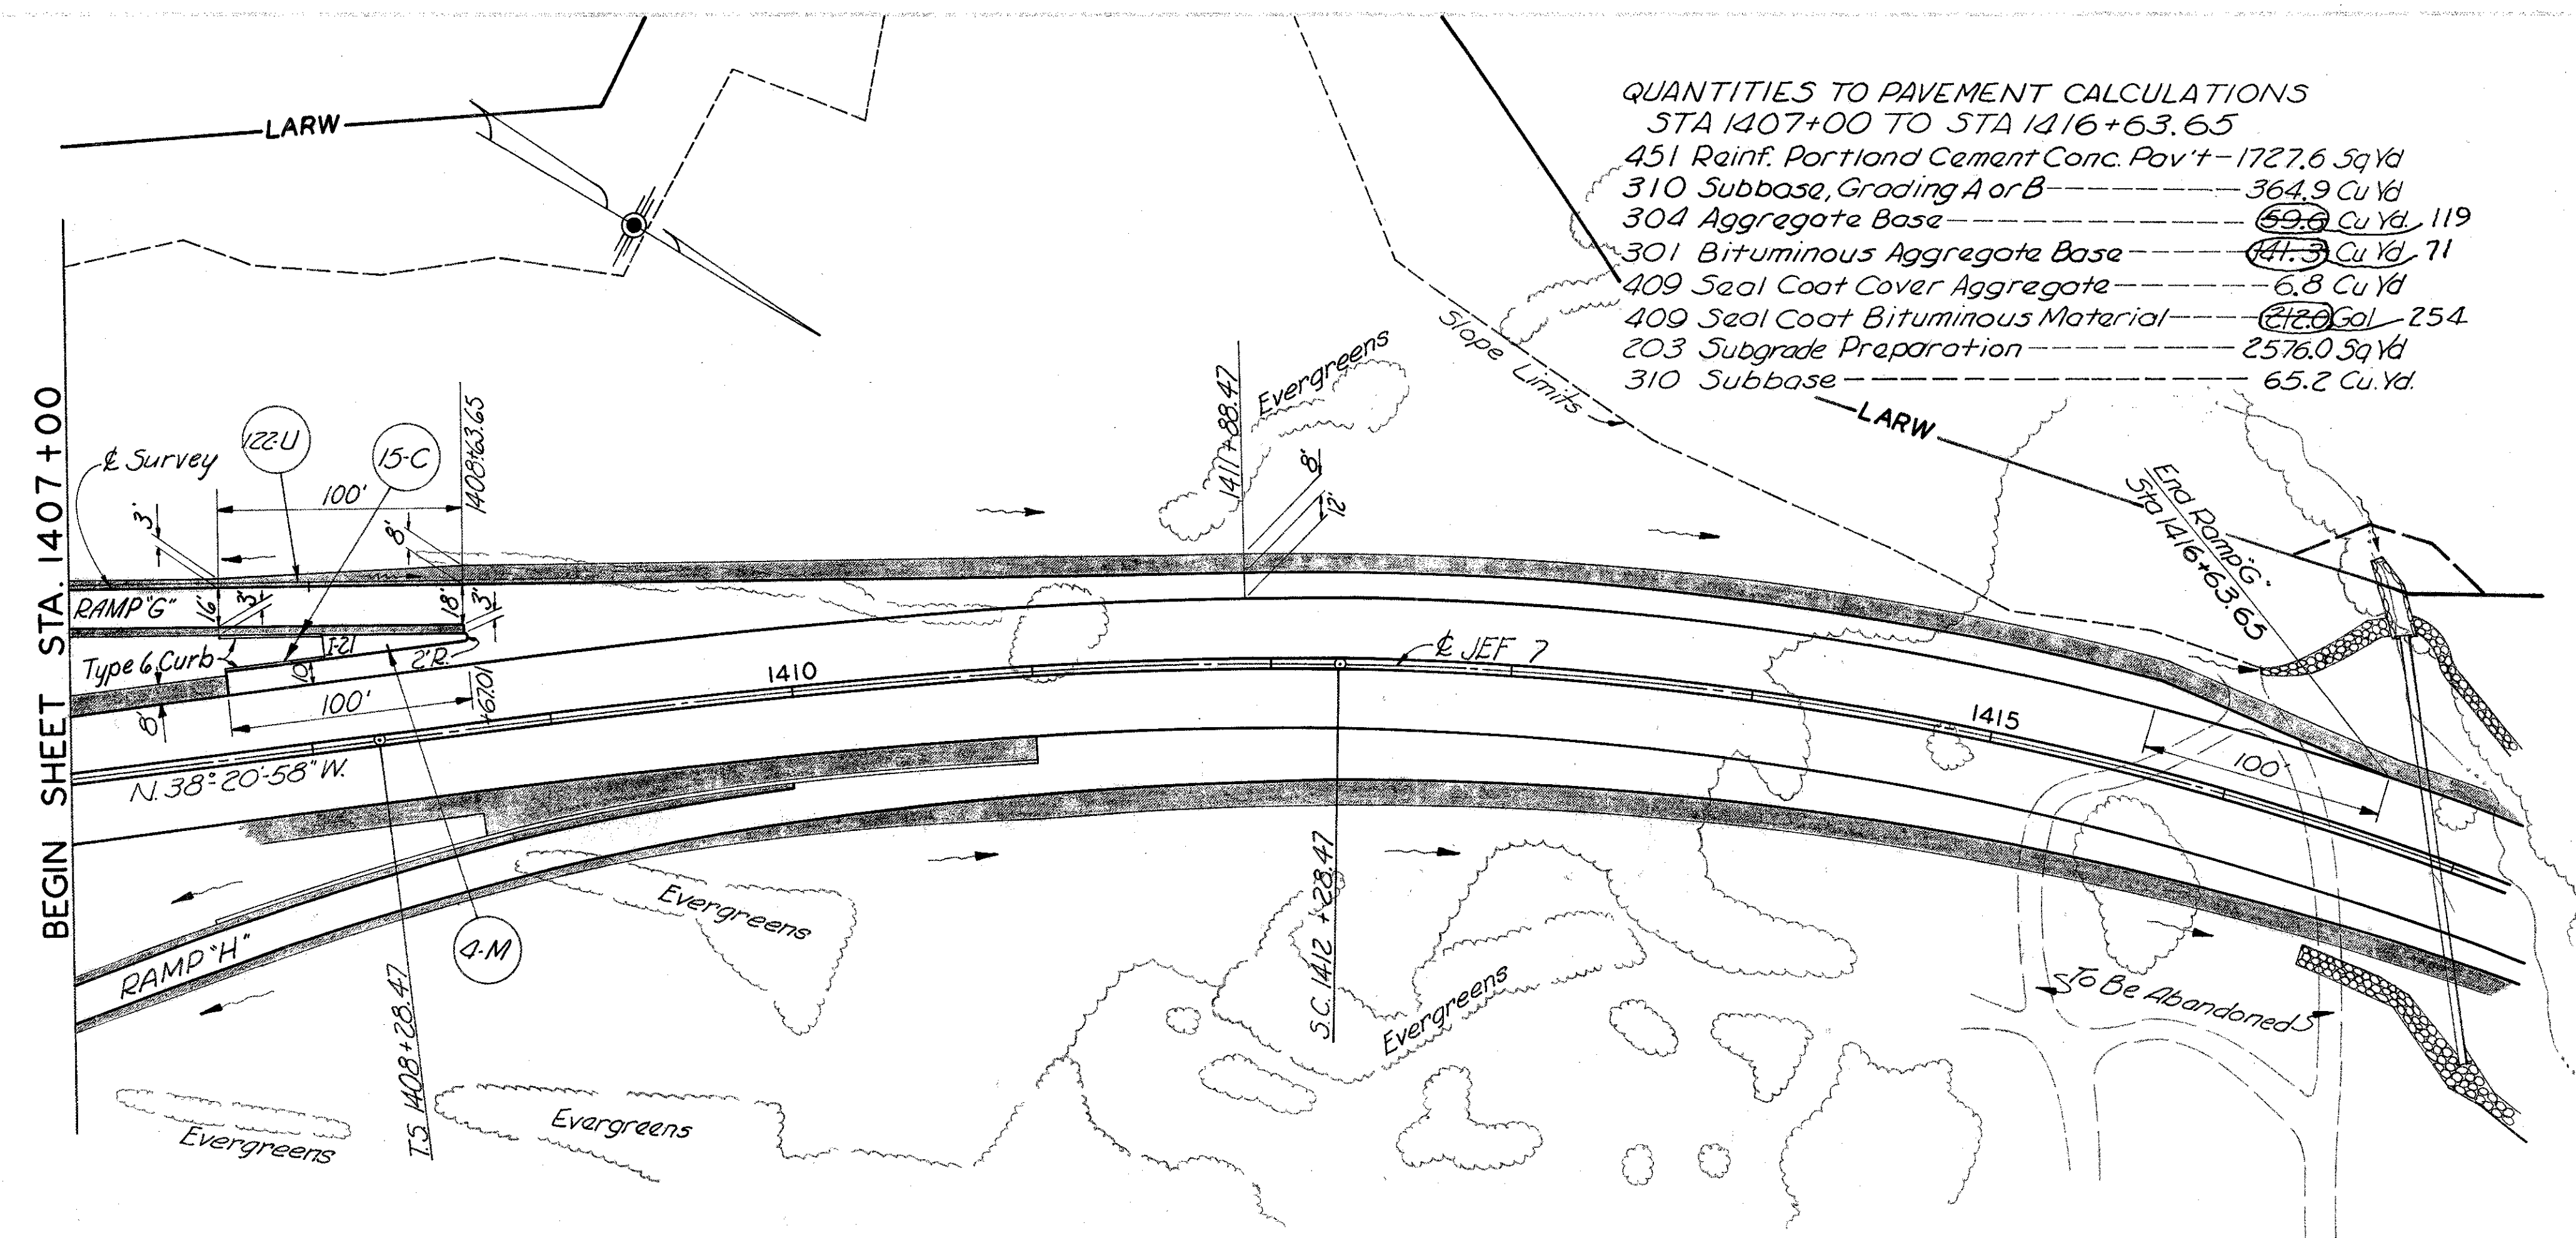 QUANTITIES TO PAVEMENT CALCULATIONS
STA 1407+00 TO STA 1416+63.65
451 Reinf. Portland Cement Conc. Pav't - 1727.6 Sq Yd
310 Subbase, Grading A or B - 364.9 Cu Yd
304 Aggregate Base - 59.6 Cu Yd. 119
301 Bituminous Aggregate Base - 141.3 Cu Yd. 71
409 Seal Coat Cover Aggregate - 6.8 Cu Yd
409 Seal Coat Bituminous Material - 212.0 Gal 254
203 Subgrade Preparation - 2576.0 Sq Yd
310 Subbase - 65.2 Cu. Yd.
LARW
LARW
Slope Limits
Evergreens
BEGIN SHEET STA. 1407+00
℄ Survey
122-U
15-C
1408+63.65
1411+88.47
100'
3'
8'
8'
12'
RAMP "G"
16'
3'
18'
3'
Type 6 Curb
I-21
10'
2'R.
+67.01
100'
8'
1410
℄ JEF 7
1415
100'
End Ramp "G"
Sta 1416+63.65
N. 38°-20'-58" W.
RAMP "H"
4-M
T.S. 1408+28.47
S.C. 1412 +28.47
Evergreens
Evergreens
Evergreens
Evergreens
To Be Abandoned